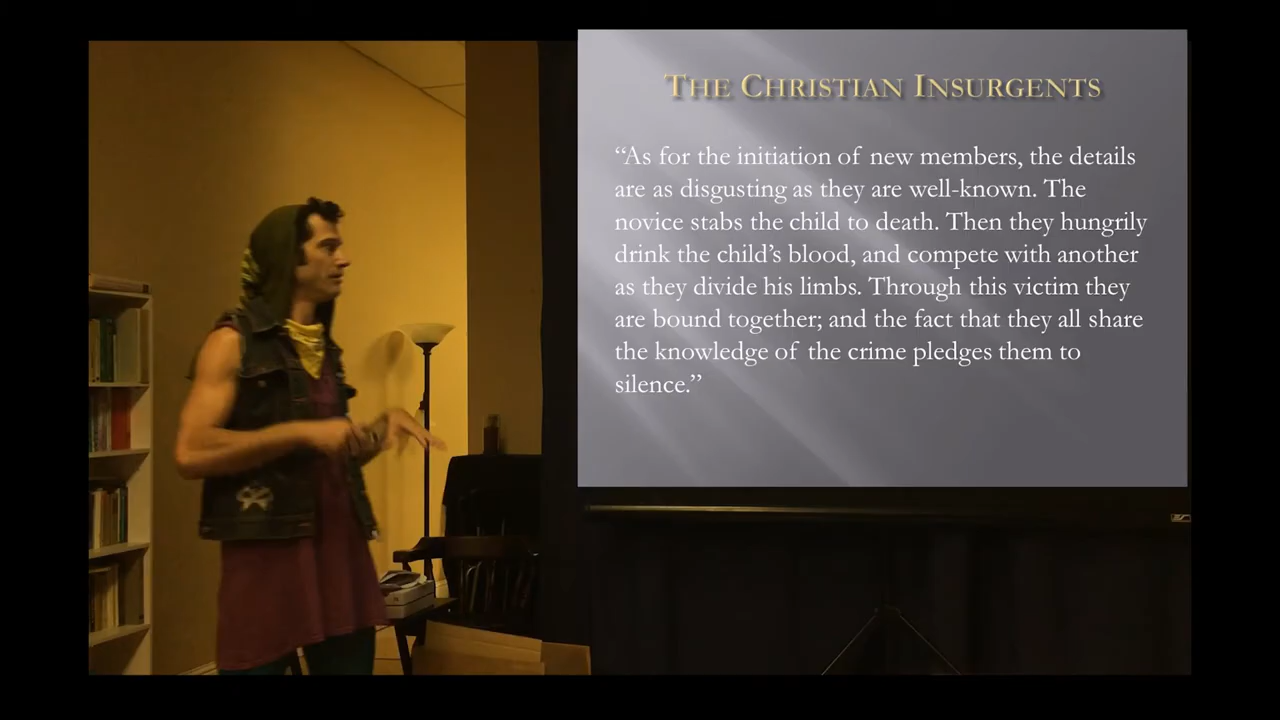 THE CHRISTIAN INSURGENTS
“As for the initiation of new members, the details
are as disgusting as they are well-known. The
novice stabs the child to death. Then they hungrily
drink the child’s blood, and compete with another
as they divide his limbs. Through this victim they
are bound together; and the fact that they all share
the knowledge of the crime pledges them to
silence.”